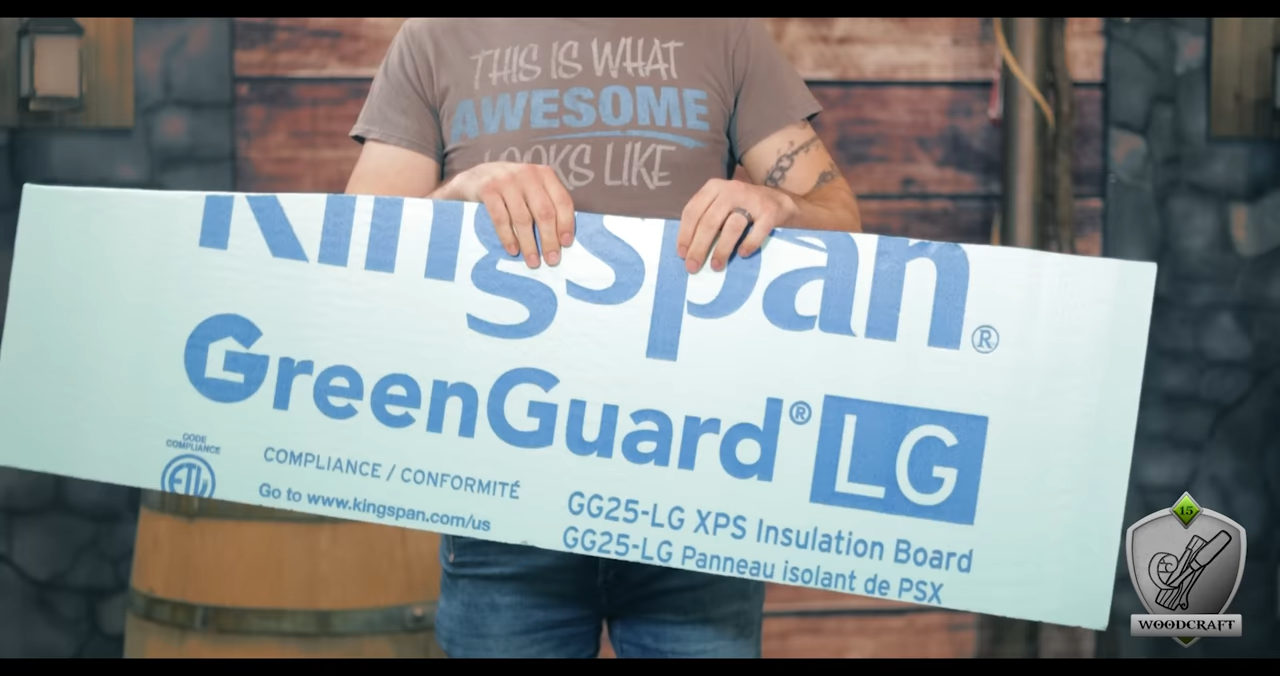 THIS IS WHAT
AWESOME
LOOKS LIKE
Kingspan®
GreenGuard® LG
CODE
COMPLIANCE
ETL
COMPLIANCE / CONFORMITÉ
Go to www.kingspan.com/us
GG25-LG XPS Insulation Board
GG25-LG Panneau isolant de PSX
15
WOODCRAFT